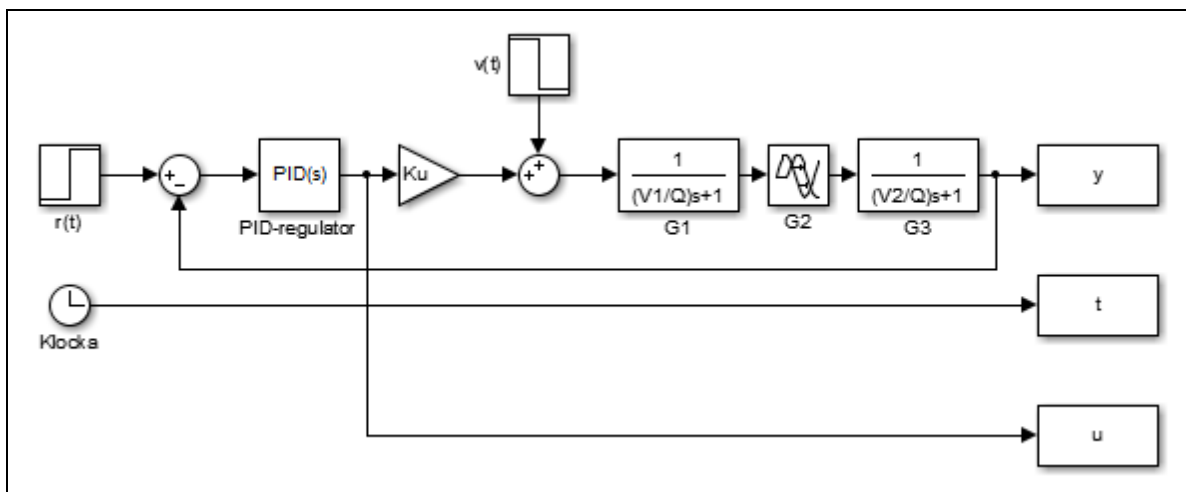 v(t)
+
+
+
−
PID(s)
Ku
1
(V1/Q)s+1
1
(V2/Q)s+1
y
r(t)
PID-regulator
G1
G2
G3
t
Klocka
u